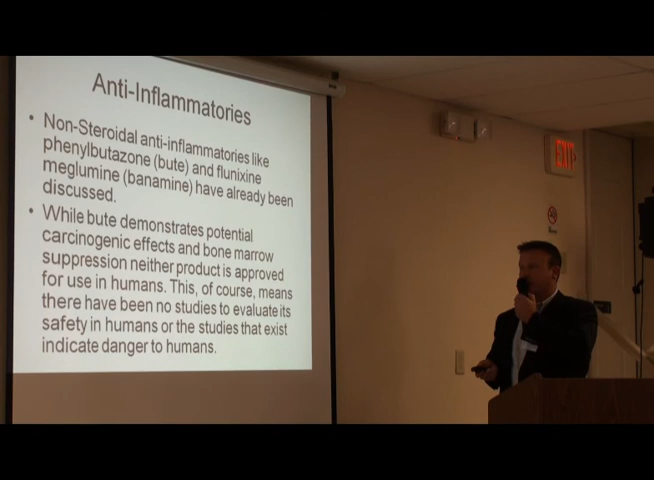 Anti-Inflammatories
• Non-Steroidal anti-inflammatories like
phenylbutazone (bute) and flunixine
meglumine (banamine) have already been
discussed.
• While bute demonstrates potential
carcinogenic effects and bone marrow
suppression neither product is approved
for use in humans. This, of course, means
there have been no studies to evaluate its
safety in humans or the studies that exist
indicate danger to humans.
EXIT